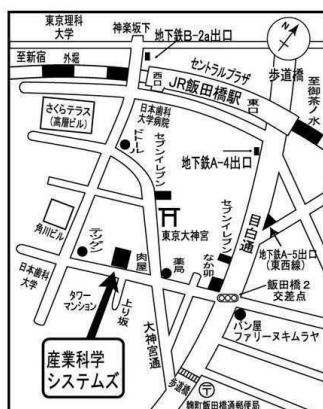 東京理科
大学
神楽坂下
地下鉄B-2a出口
N
至新宿
外堀
セントラルプラザ
歩道橋
西口
JR飯田橋駅
東口
至御茶ノ水
さくらテラス
(高層ビル)
日本歯科
大学病院
ドトール
セブンイレブン
地下鉄A-4出口
角川ビル
東京大神宮
セブンイレブン
目白通
地下鉄A-5出口
(東西線)
テンテン
肉屋
薬局
なか卯
日本歯科
大学
タワー
マンション
上り坂
大神宮通
飯田橋2
交差点
パン屋
ファリーヌキムラヤ
産業科学
システムズ
歩道橋
〒
麹町飯田橋通郵便局